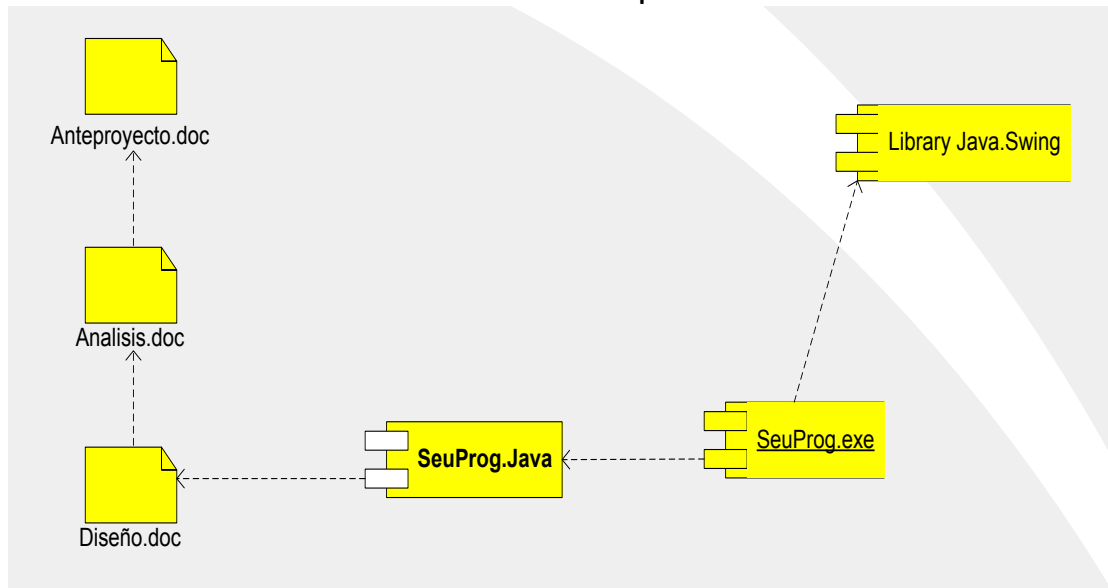 Anteproyecto.doc
Library Java.Swing
Analisis.doc
SeuProg.Java
SeuProg.exe
Diseño.doc